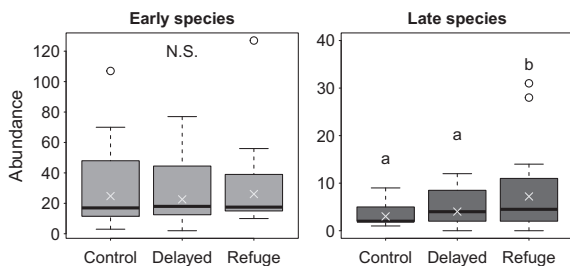 Early species
Late species
Abundance
120
100
80
60
40
20
0
N.S.
Control Delayed Refuge
40
30
20
10
0
a
a
b
Control Delayed Refuge